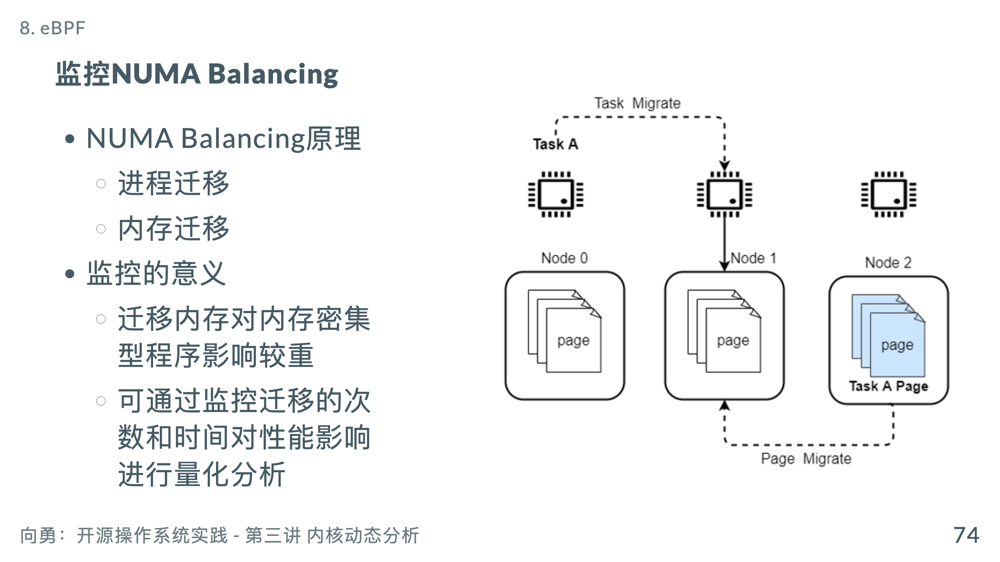 8. eBPF
监控NUMA Balancing
NUMA Balancing原理
进程迁移
内存迁移
监控的意义
迁移内存对内存密集
型程序影响较重
可通过监控迁移的次
数和时间对性能影响
进行量化分析
Task Migrate
Task A
Node 0
Node 1
Node 2
page
page
page
Task A Page
Page Migrate
向勇：开源操作系统实践 - 第三讲 内核动态分析
74